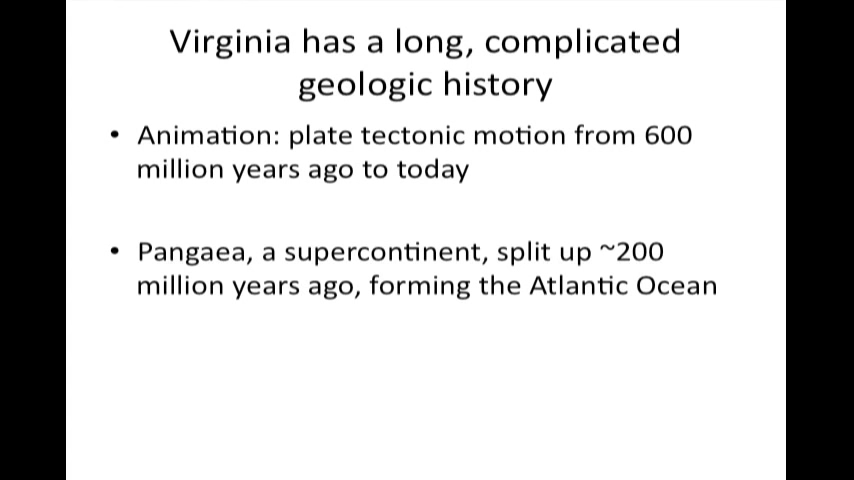 Virginia has a long, complicated
geologic history
• Animation: plate tectonic motion from 600
million years ago to today
• Pangaea, a supercontinent, split up ~200
million years ago, forming the Atlantic Ocean